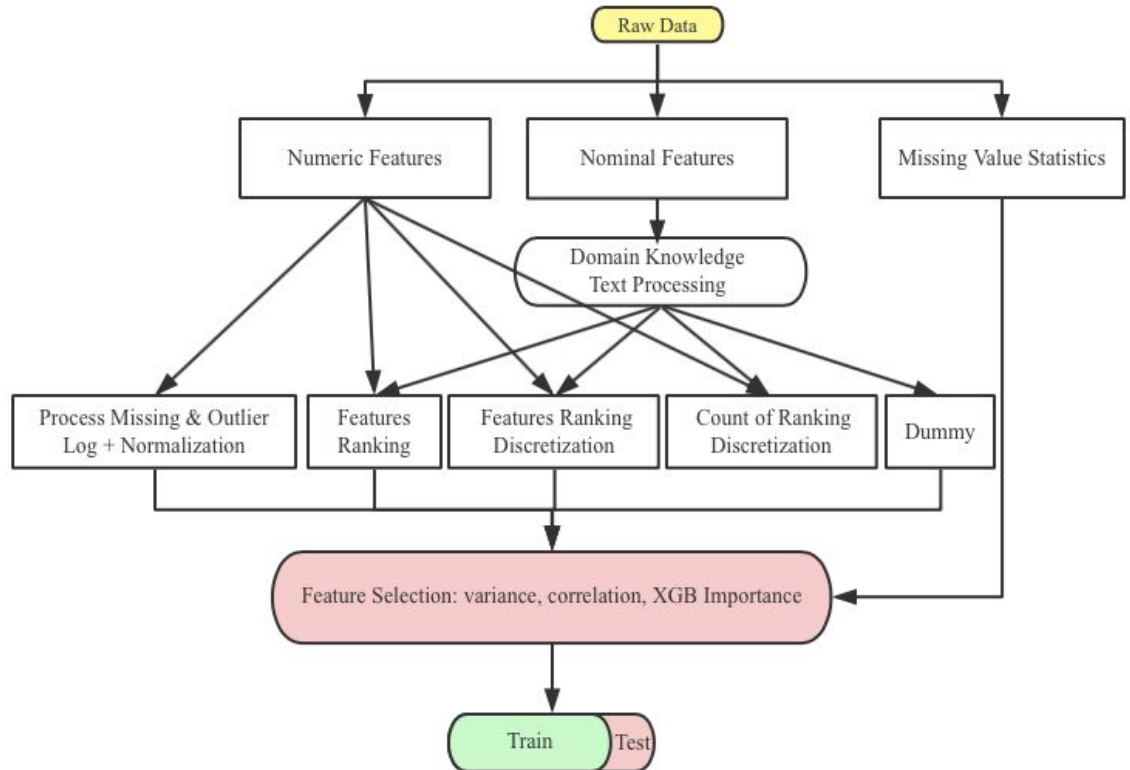 Raw Data
Numeric Features
Nominal Features
Missing Value Statistics
Domain Knowledge
Text Processing
Process Missing & Outlier
Log + Normalization
Features
Ranking
Features Ranking
Discretization
Count of Ranking
Discretization
Dummy
Feature Selection: variance, correlation, XGB Importance
Train
Test